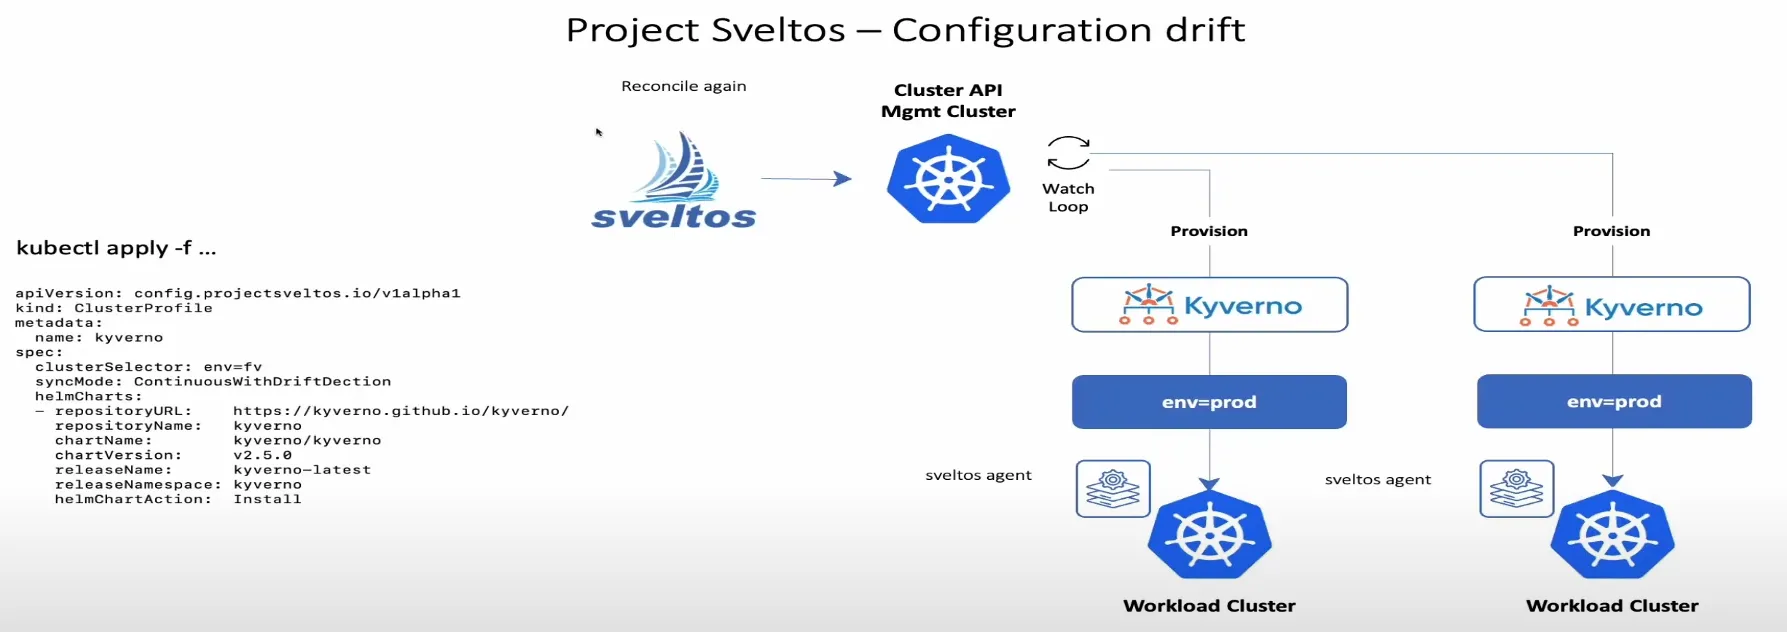 Project Sveltos – Configuration drift
Reconcile again
sveltos
Cluster API
Mgmt Cluster
Watch
Loop
kubectl apply -f ...
apiVersion: config.projectsveltos.io/v1alpha1
kind: ClusterProfile
metadata:
  name: kyverno
spec:
  clusterSelector: env=fv
  syncMode: ContinuousWithDriftDection
  helmCharts:
  – repositoryURL:    https://kyverno.github.io/kyverno/
    repositoryName:   kyverno
    chartName:        kyverno/kyverno
    chartVersion:     v2.5.0
    releaseName:      kyverno–latest
    releaseNamespace: kyverno
    helmChartAction:  Install
Provision
Kyverno
env=prod
sveltos agent
Workload Cluster
Provision
Kyverno
env=prod
sveltos agent
Workload Cluster